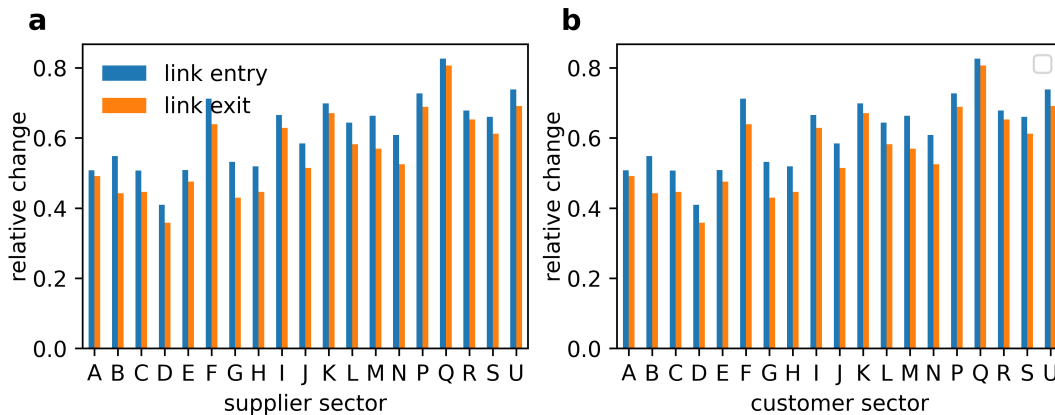 a
relative change
0.8
0.6
0.4
0.2
0.0
link entry
link exit
A B C D E F G H I J K L M N P Q R S U
supplier sector
b
relative change
0.8
0.6
0.4
0.2
0.0
A B C D E F G H I J K L M N P Q R S U
customer sector